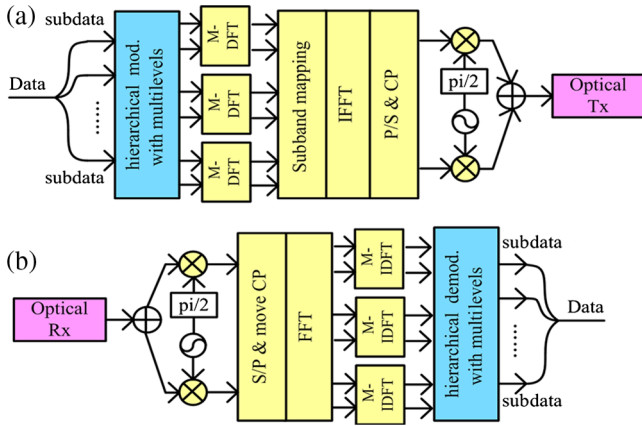 (a)
subdata
Data
......
subdata
hierarchical mod.
with multilevels
M-
DFT
M-
DFT
M-
DFT
Subband mapping
IFFT
P/S & CP
pi/2
Optical
Tx
(b)
Optical
Rx
pi/2
S/P & move CP
FFT
M-
IDFT
M-
IDFT
M-
IDFT
hierarchical demod.
with multilevels
subdata
Data
......
subdata